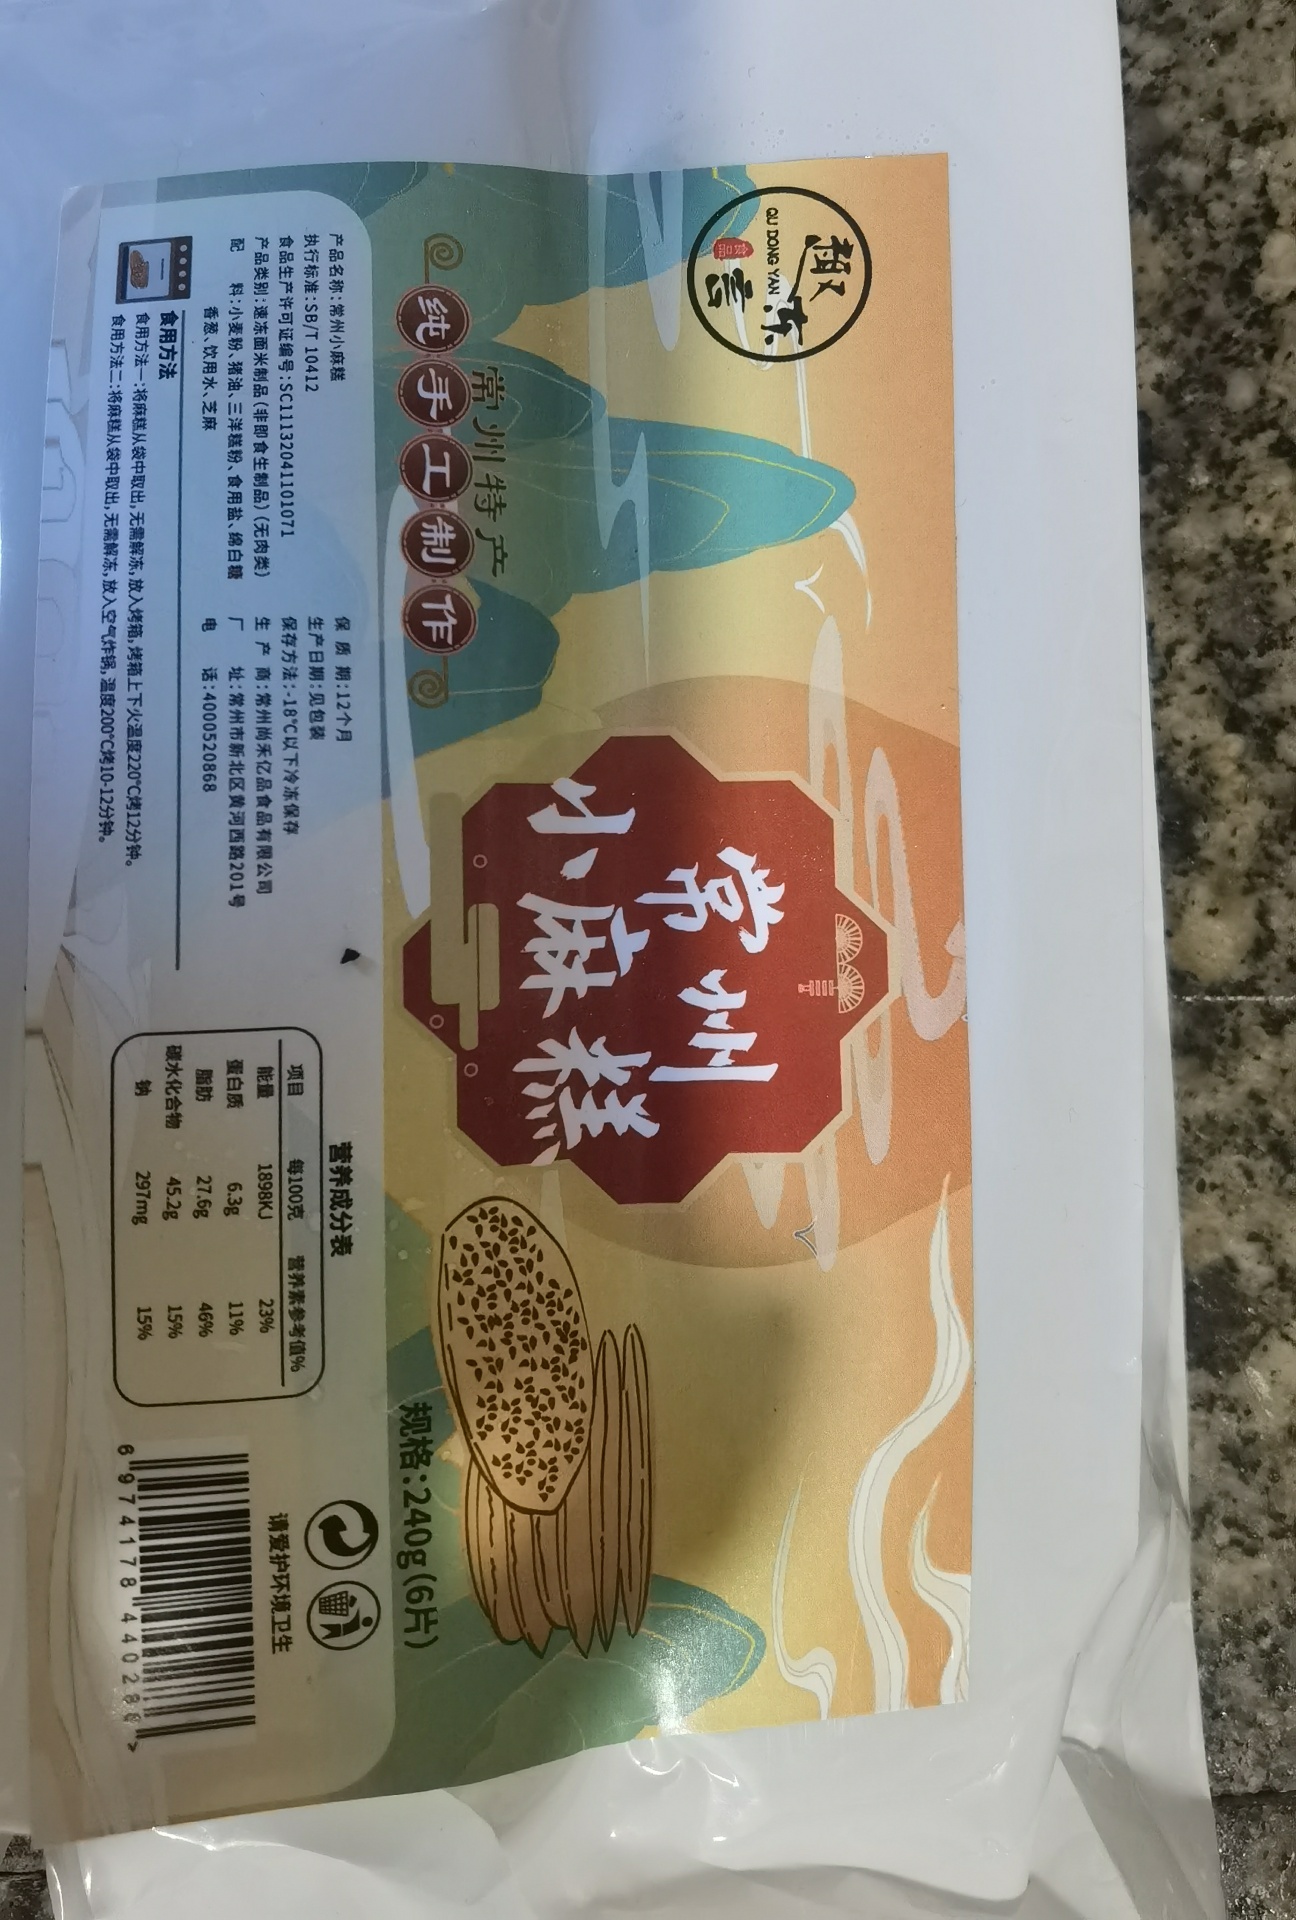 QU DONG YAN
食品
常州特产
纯手工制作
常州
小麻糕
规格:240g(6片)
产品名称:常州小麻糕
执行标准:SB/T 10412
食品生产许可证编号:SC11132041101071
产品类别:速冻面米制品(非即食生制品)(无肉类)
配 料:小麦粉、猪油、三洋糕粉、食用盐、绵白糖
香葱、饮用水、芝麻
保 质 期:12个月
生产日期:见包装
保存方法:-18℃以下冷冻保存
生 产 商:常州尚禾亿品食品有限公司
厂 址:常州市新北区黄河西路201号
电 话:4000520868
食用方法
食用方法一:将麻糕从袋中取出,无需解冻,放入烤箱,烤箱上下火温度220℃烤12分钟。
食用方法二:将麻糕从袋中取出,无需解冻,放入空气炸锅,温度200℃烤10-12分钟。
营养成分表
项目 每100克 营养素参考值%
能量 1898KJ 23%
蛋白质 6.3g 11%
脂肪 27.6g 46%
碳水化合物 45.2g 15%
钠 297mg 15%
请爱护环境卫生
6 974178 440288 >